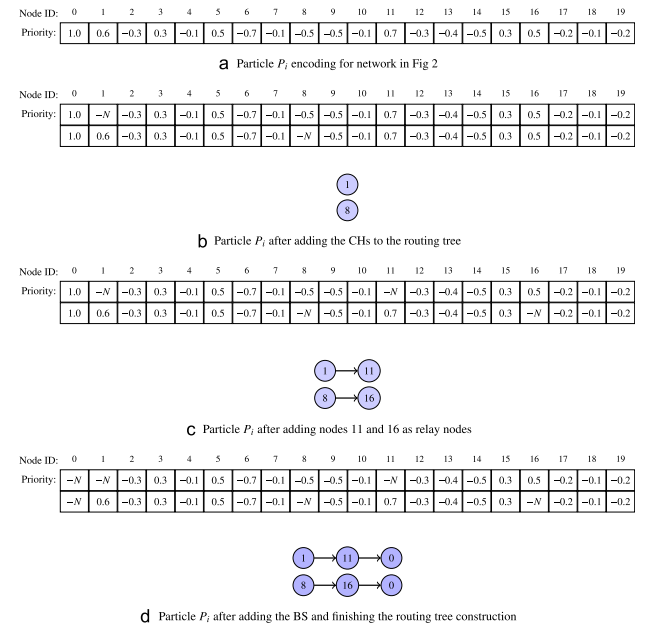 Node ID: 0 1 2 3 4 5 6 7 8 9 10 11 12 13 14 15 16 17 18 19
Priority: 1.0 0.6 −0.3 0.3 −0.1 0.5 −0.7 −0.1 −0.5 −0.5 −0.1 0.7 −0.3 −0.4 −0.5 0.3 0.5 −0.2 −0.1 −0.2
a Particle Pi encoding for network in Fig 2
Node ID: 0 1 2 3 4 5 6 7 8 9 10 11 12 13 14 15 16 17 18 19
Priority: 1.0 −N −0.3 0.3 −0.1 0.5 −0.7 −0.1 −0.5 −0.5 −0.1 0.7 −0.3 −0.4 −0.5 0.3 0.5 −0.2 −0.1 −0.2
1.0 0.6 −0.3 0.3 −0.1 0.5 −0.7 −0.1 −N −0.5 −0.1 0.7 −0.3 −0.4 −0.5 0.3 0.5 −0.2 −0.1 −0.2
1
8
b Particle Pi after adding the CHs to the routing tree
Node ID: 0 1 2 3 4 5 6 7 8 9 10 11 12 13 14 15 16 17 18 19
Priority: 1.0 −N −0.3 0.3 −0.1 0.5 −0.7 −0.1 −0.5 −0.5 −0.1 −N −0.3 −0.4 −0.5 0.3 0.5 −0.2 −0.1 −0.2
1.0 0.6 −0.3 0.3 −0.1 0.5 −0.7 −0.1 −N −0.5 −0.1 0.7 −0.3 −0.4 −0.5 0.3 −N −0.2 −0.1 −0.2
1 11
8 16
c Particle Pi after adding nodes 11 and 16 as relay nodes
Node ID: 0 1 2 3 4 5 6 7 8 9 10 11 12 13 14 15 16 17 18 19
Priority: −N −N −0.3 0.3 −0.1 0.5 −0.7 −0.1 −0.5 −0.5 −0.1 −N −0.3 −0.4 −0.5 0.3 0.5 −0.2 −0.1 −0.2
−N 0.6 −0.3 0.3 −0.1 0.5 −0.7 −0.1 −N −0.5 −0.1 0.7 −0.3 −0.4 −0.5 0.3 −N −0.2 −0.1 −0.2
1 11 0
8 16 0
d Particle Pi after adding the BS and finishing the routing tree construction